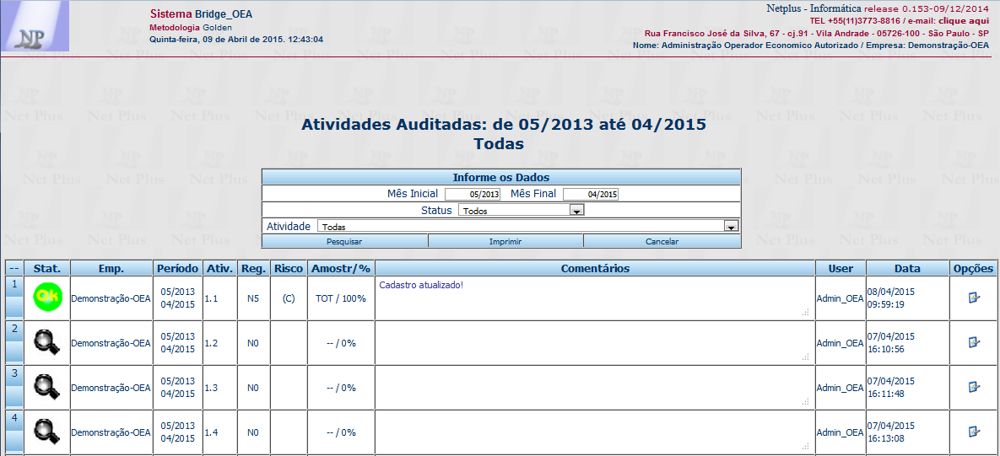 NP
Sistema Bridge_OEA
Metodologia Golden
Quinta-feira, 09 de Abril de 2015. 12:43:04
Netplus - Informática release 0.153-09/12/2014
TEL +55(11)3773-8816 / e-mail: clique aqui
Rua Francisco José da Silva, 67 - cj.91 - Vila Andrade - 05726-100 - São Paulo - SP
Nome: Administração Operador Economico Autorizado / Empresa: Demonstração-OEA
Atividades Auditadas: de 05/2013 até 04/2015
Todas
Informe os Dados
Mês Inicial 05/2013 Mês Final 04/2015
Status Todos
Atividade Todas
Pesquisar Imprimir Cancelar
-- Stat. Emp. Período Ativ. Reg. Risco Amostr/% Comentários User Data Opções
1 Ok Demonstração-OEA 05/2013 04/2015 1.1 N5 (C) TOT / 100% Cadastro atualizado! Admin_OEA 08/04/2015 09:59:19
2 Demonstração-OEA 05/2013 04/2015 1.2 N0 -- / 0% Admin_OEA 07/04/2015 16:10:56
3 Demonstração-OEA 05/2013 04/2015 1.3 N0 -- / 0% Admin_OEA 07/04/2015 16:11:48
4 Demonstração-OEA 05/2013 04/2015 1.4 N0 -- / 0% Admin_OEA 07/04/2015 16:13:08